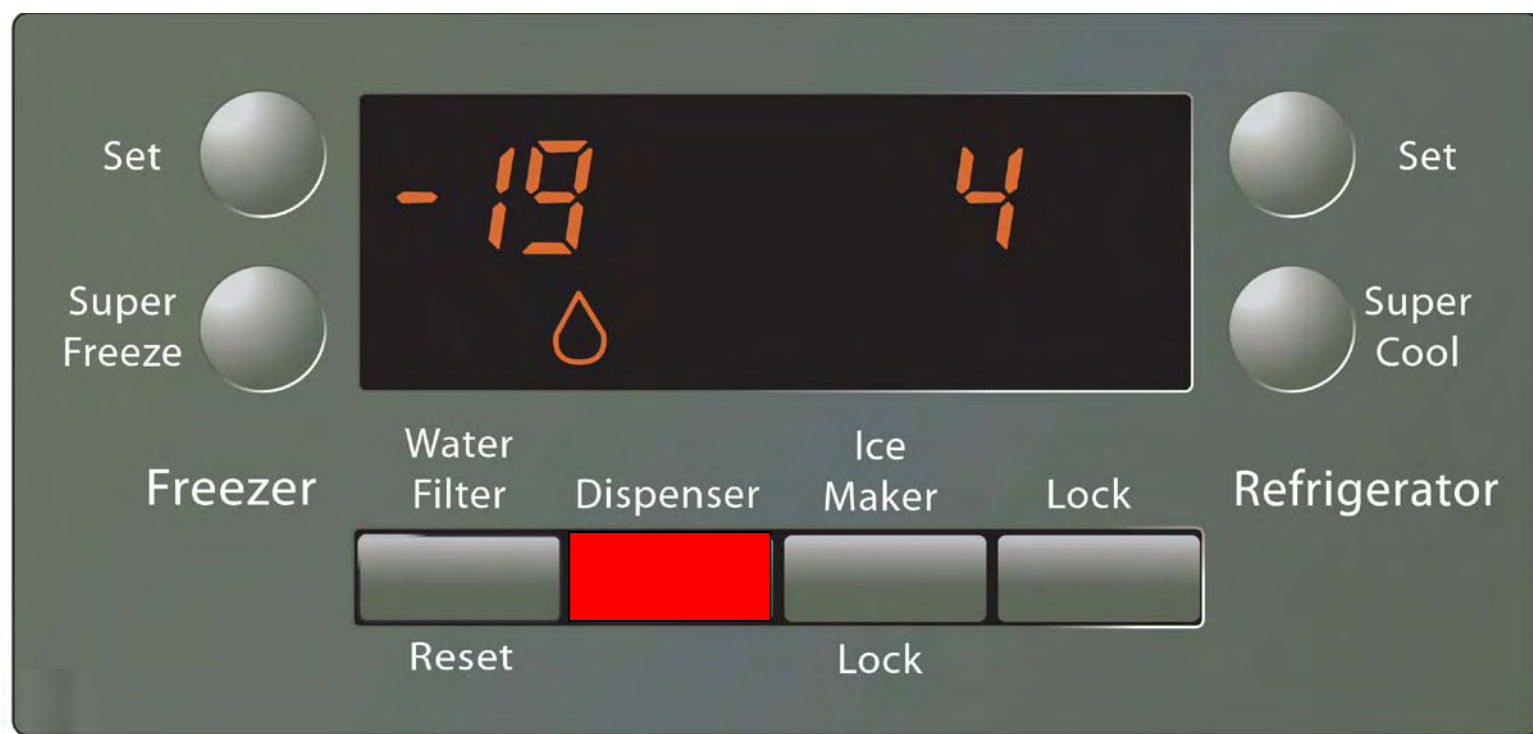 Set
-19
4
Set
Super
Freeze
Super
Cool
Freezer
Water
Filter
Dispenser
Ice
Maker
Lock
Refrigerator
Reset
Lock